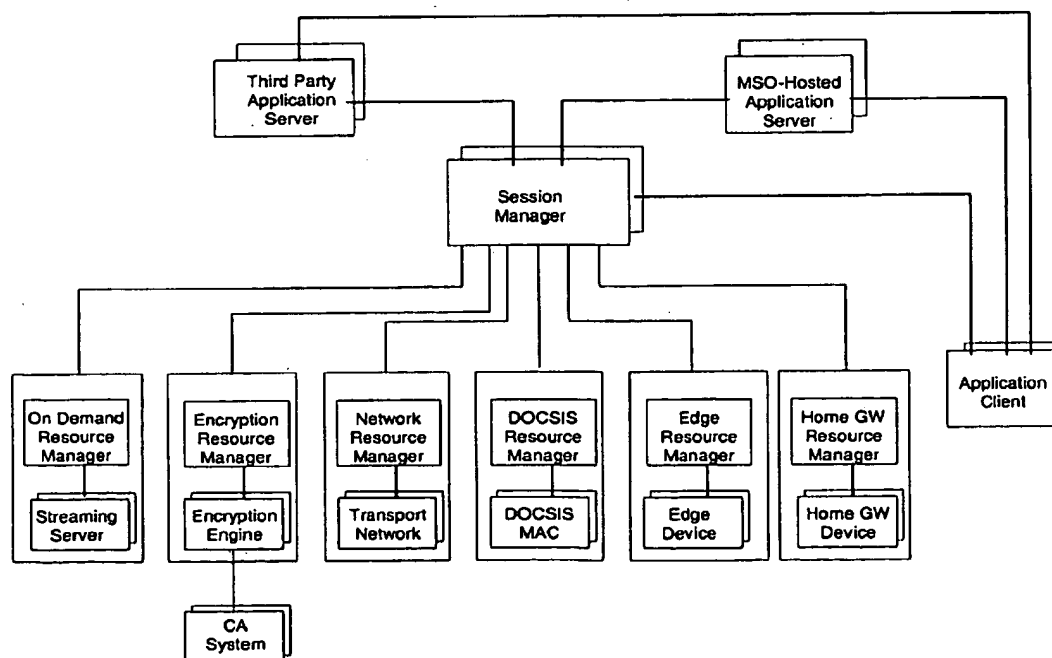 Third Party
Application
Server
MSO-Hosted
Application
Server
Session
Manager
Application
Client
On Demand
Resource
Manager
Streaming
Server
Encryption
Resource
Manager
Encryption
Engine
CA
System
Network
Resource
Manager
Transport
Network
DOCSIS
Resource
Manager
DOCSIS
MAC
Edge
Resource
Manager
Edge
Device
Home GW
Resource
Manager
Home GW
Device